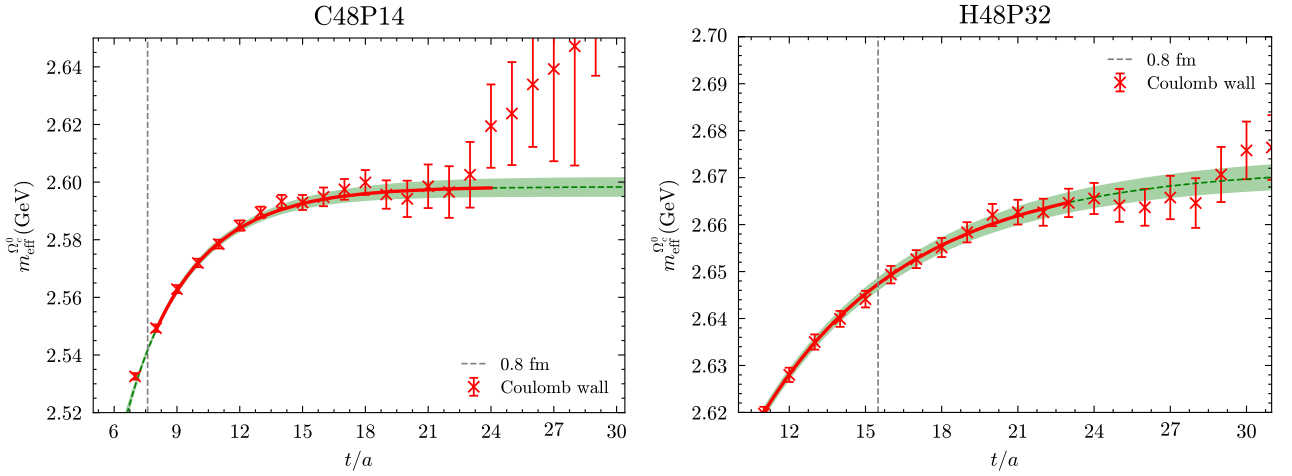 C48P14
2.64
2.62
2.60
2.58
2.56
2.54
2.52
m_eff^{Ω_c^0}(GeV)
0.8 fm
Coulomb wall
6 9 12 15 18 21 24 27 30
t/a
H48P32
2.70
2.69
2.68
2.67
2.66
2.65
2.64
2.63
2.62
m_eff^{Ω_c^0}(GeV)
0.8 fm
Coulomb wall
12 15 18 21 24 27 30
t/a